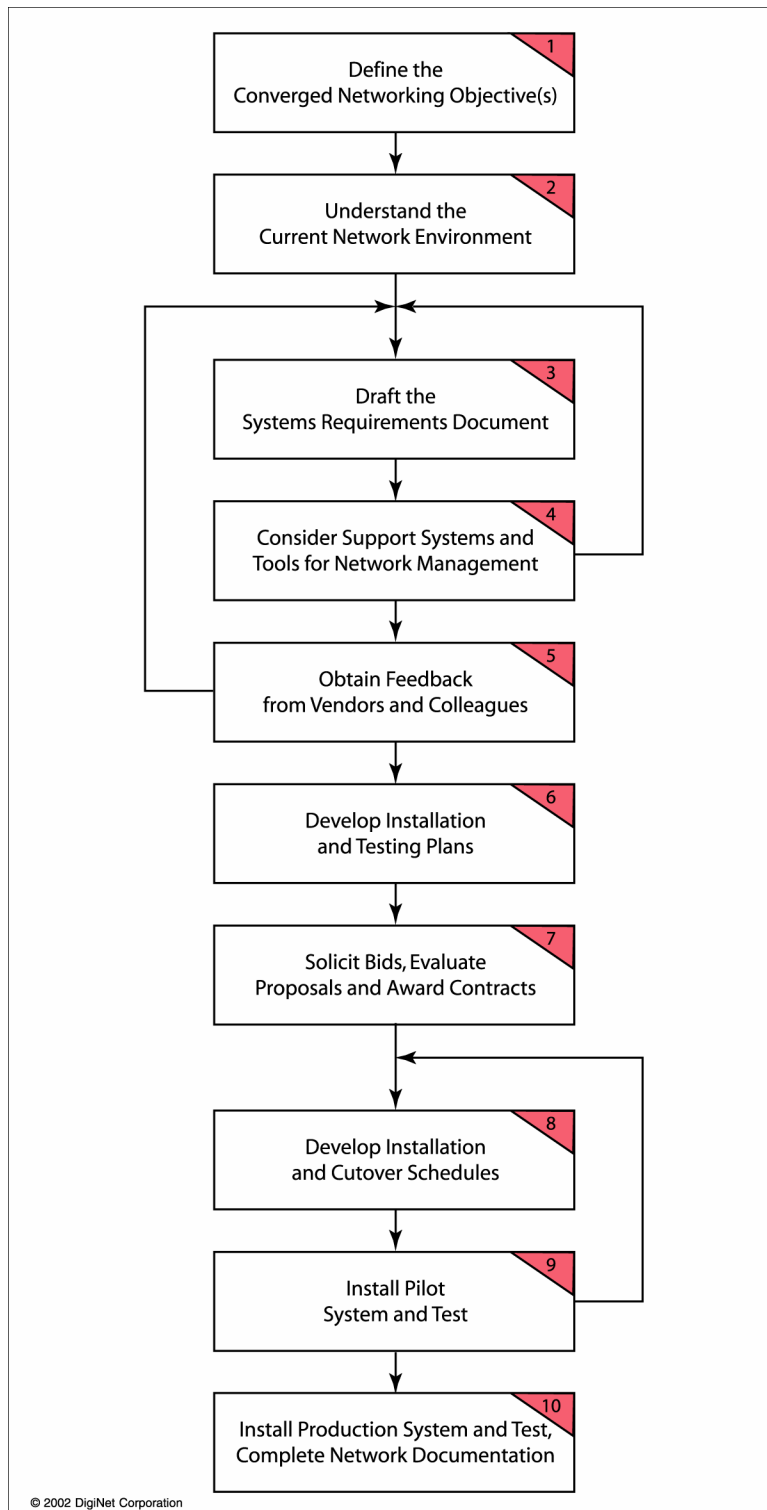 1
Define the
Converged Networking Objective(s)
2
Understand the
Current Network Environment
3
Draft the
Systems Requirements Document
4
Consider Support Systems and
Tools for Network Management
5
Obtain Feedback
from Vendors and Colleagues
6
Develop Installation
and Testing Plans
7
Solicit Bids, Evaluate
Proposals and Award Contracts
8
Develop Installation
and Cutover Schedules
9
Install Pilot
System and Test
10
Install Production System and Test,
Complete Network Documentation
© 2002 DigiNet Corporation